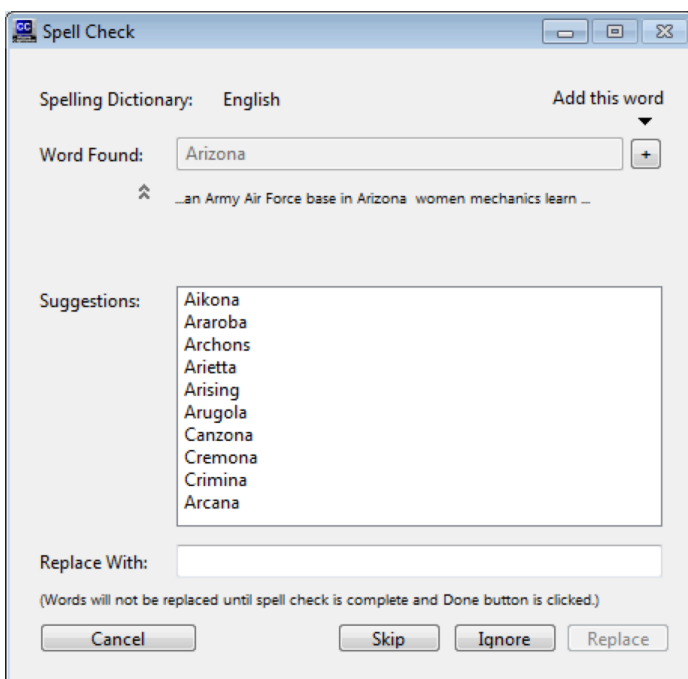 CC Spell Check
Spelling Dictionary: English Add this word
Word Found: Arizona +
...an Army Air Force base in Arizona  women mechanics learn ...
Suggestions: Aikona
Araroba
Archons
Arietta
Arising
Arugola
Canzona
Cremona
Crimina
Arcana
Replace With:
(Words will not be replaced until spell check is complete and Done button is clicked.)
Cancel Skip Ignore Replace